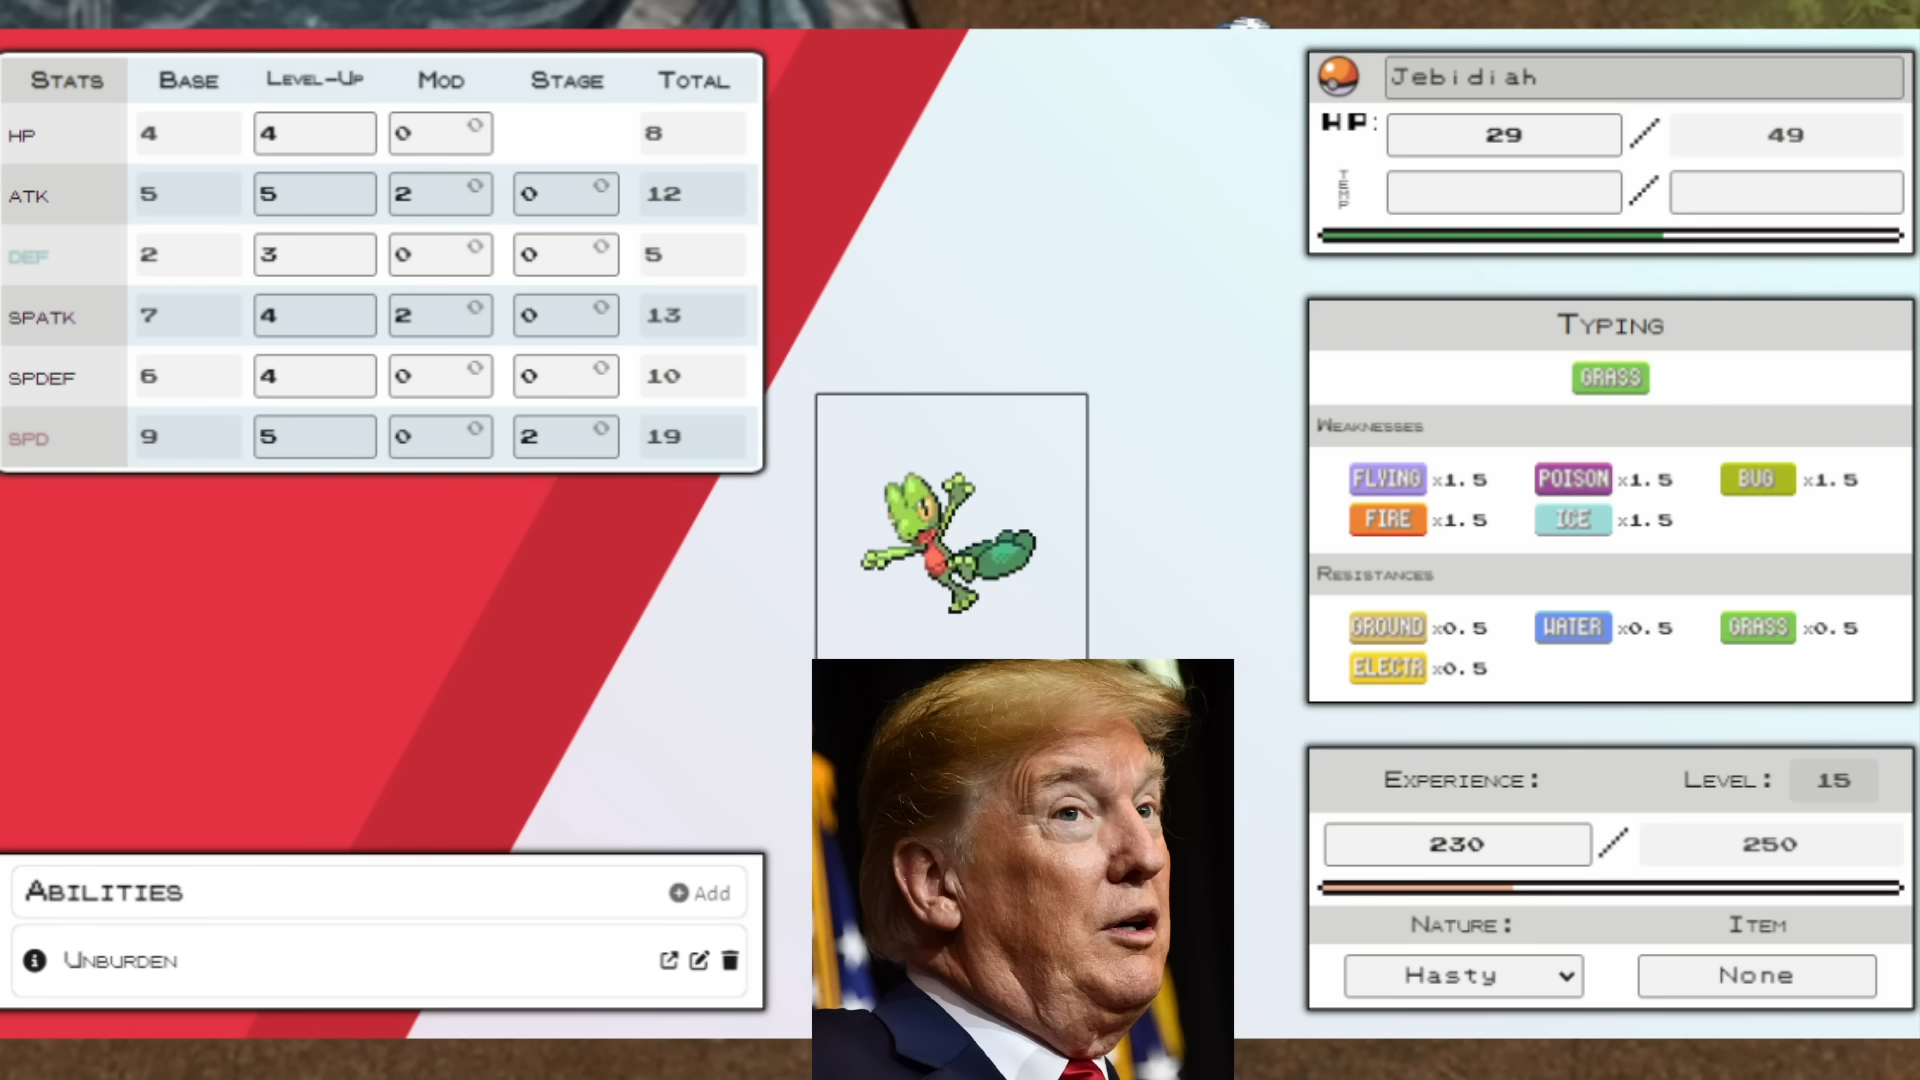 STATS BASE LEVEL-UP MOD STAGE TOTAL
HP 4 4 0 8
ATK 5 5 2 0 12
DEF 2 3 0 0 5
SPATK 7 4 2 0 13
SPDEF 6 4 0 0 10
SPD 9 5 0 2 19
ABILITIES Add
UNBURDEN
Jebidiah
HP: 29 / 49
TEMP /
TYPING
GRASS
WEAKNESSES
FLYING x1.5 POISON x1.5 BUG x1.5
FIRE x1.5 ICE x1.5
RESISTANCES
GROUND x0.5 WATER x0.5 GRASS x0.5
ELECTR x0.5
EXPERIENCE: LEVEL: 15
230 / 250
NATURE: ITEM
Hasty None